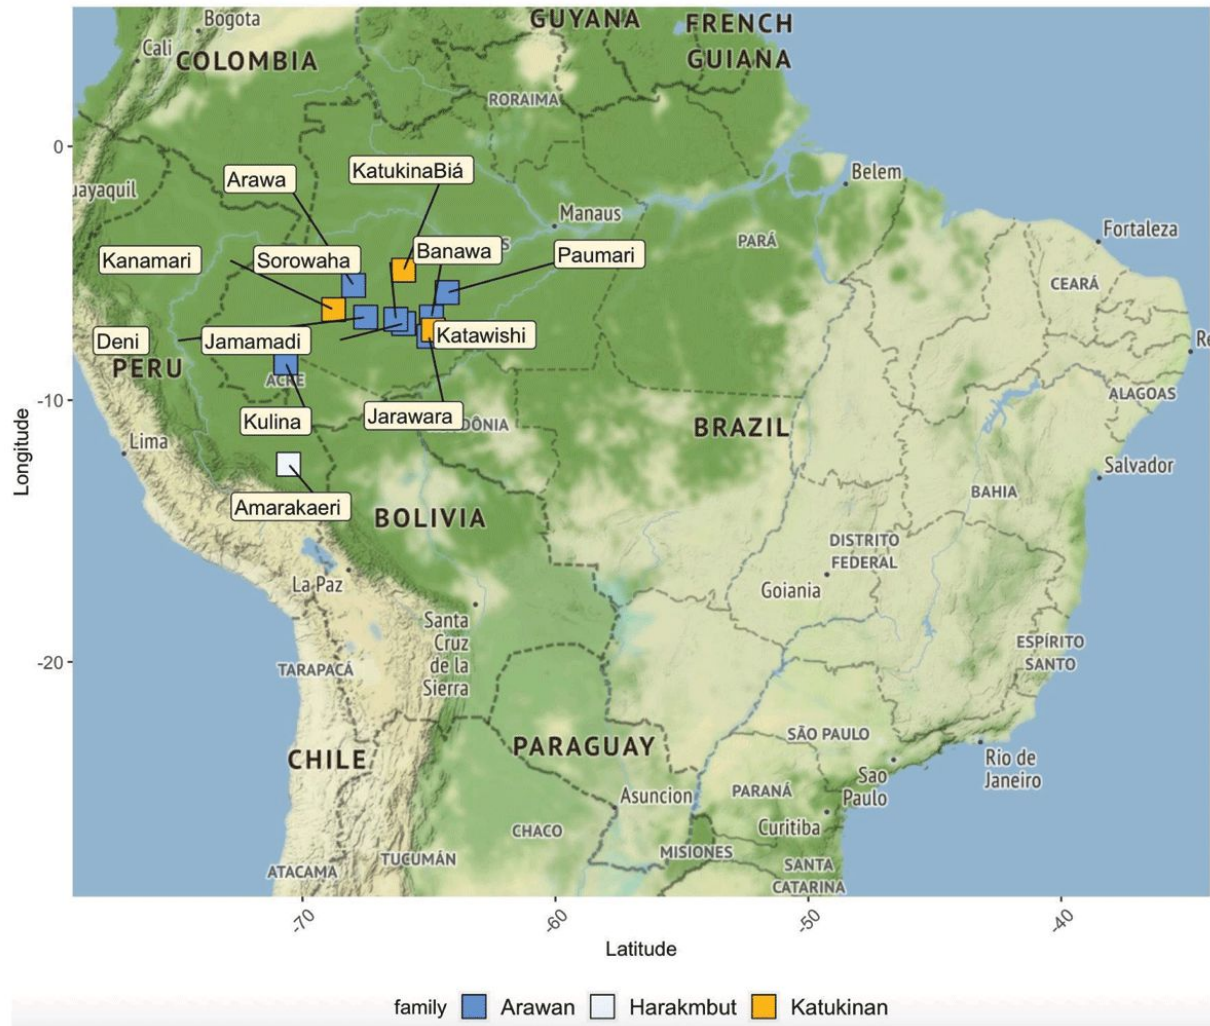 Bogota
GUYANA
FRENCH
GUIANA
Cali
COLOMBIA
RORAIMA
0
KatukinaBiá
Arawa
Belem
uayaquil
Manaus
S
Fortaleza
PARÁ
Kanamari
Sorowaha
Banawa
Paumari
CEARÁ
Deni
Jamamadi
Katawishi
Re
PERU
ACRE
ALAGOAS
-10
Kulina
Jarawara
NDÔNIA
BRAZIL
Lima
Longitude
Salvador
Amarakaeri
BOLIVIA
BAHIA
DISTRITO
FEDERAL
La Paz
Goiania
Santa
Cruz
de la
Sierra
ESPÍRITO
SANTO
-20
TARAPACÁ
CHILE
PARAGUAY
SÃO PAULO
Rio de
Janeiro
Sao
Paulo
Asuncion
PARANÁ
Curitiba
CHACO
MISIONES
TUCUMÁN
SANTA
CATARINA
ATACAMA
-70
-60
-50
-40
Latitude
family Arawan Harakmbut Katukinan